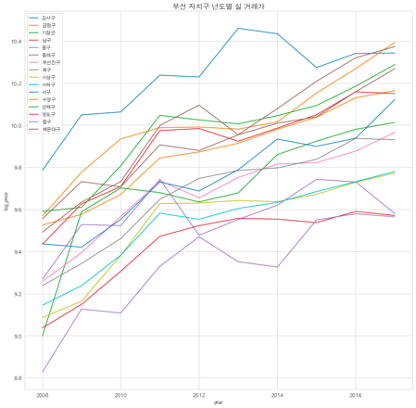 부산 자치구 년도별 실 거래가
강서구
금정구
기장군
남구
중구
동래구
부산진구
북구
사상구
사하구
서구
수영구
연제구
영도구
중구
해운대구
log_price
10.4
10.2
10.0
9.8
9.6
9.4
9.2
9.0
8.8
2008
2010
2012
2014
2016
year